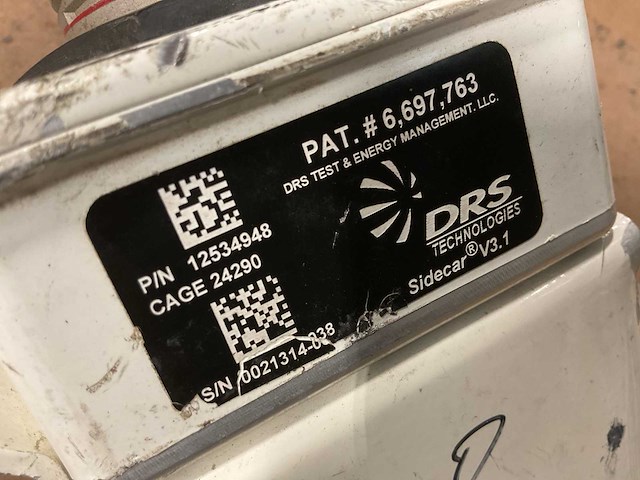 PAT. # 6,697,763
DRS TEST & ENERGY MANAGEMENT. LLC.
P/N 12534948
CAGE 24290
S/N 0021314-038
DRS
TECHNOLOGIES
Sidecar® V3.1